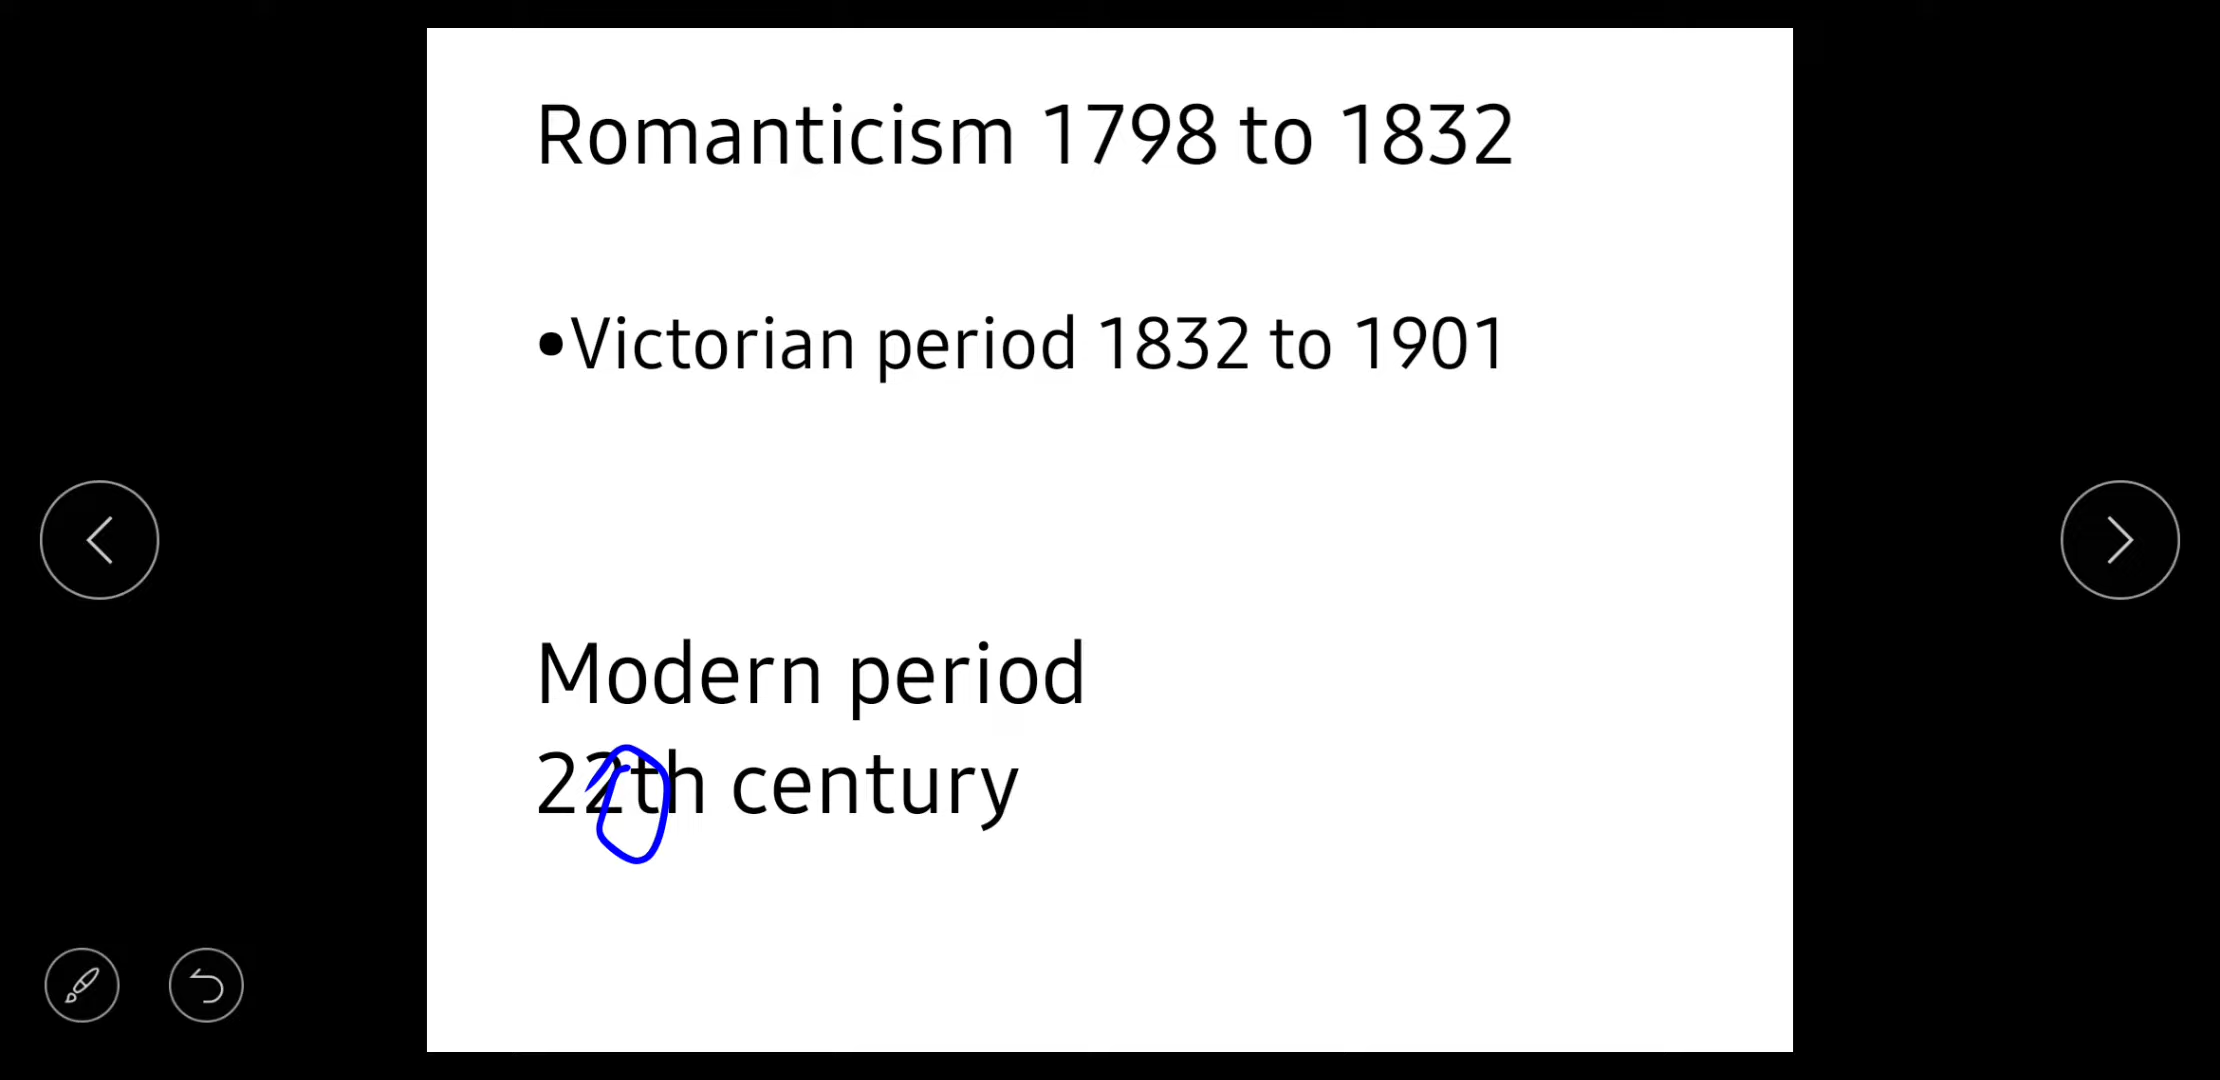 Romanticism 1798 to 1832
•Victorian period 1832 to 1901
Modern period
22th century